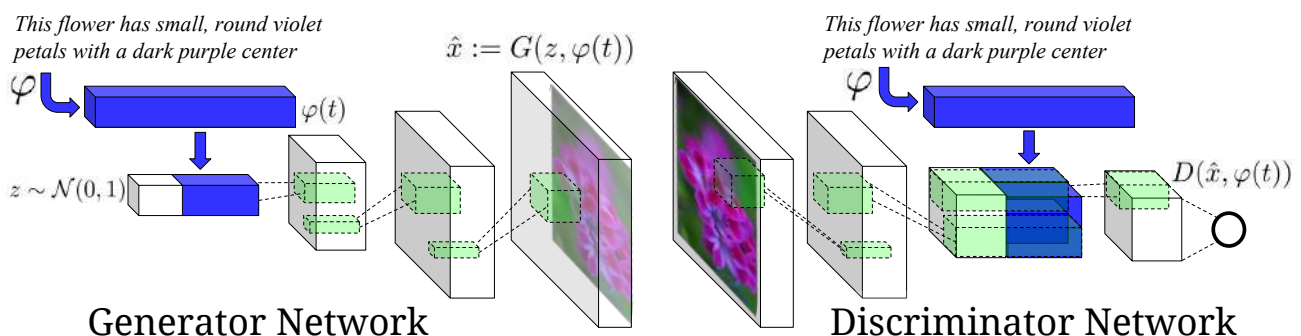 This flower has small, round violet
petals with a dark purple center
φ
φ(t)
z ∼ 𝒩(0, 1)
x̂ := G(z, φ(t))
Generator Network
This flower has small, round violet
petals with a dark purple center
φ
D(x̂, φ(t))
Discriminator Network